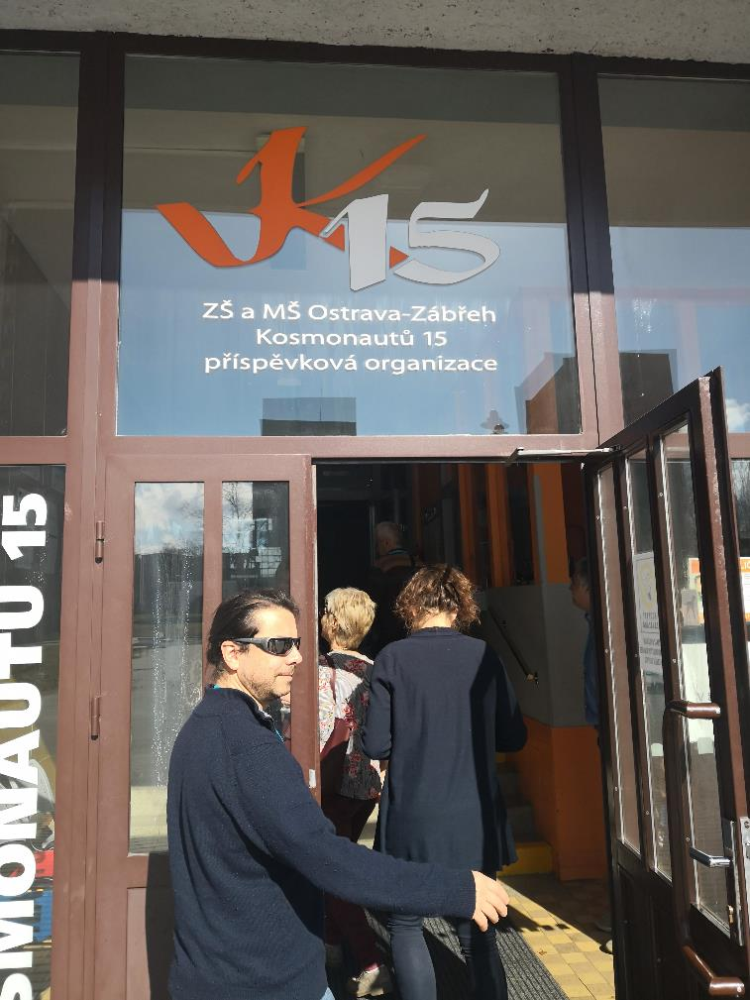 K15
ZŠ a MŠ Ostrava-Zábřeh
Kosmonautů 15
příspěvková organizace
SMONAUTŮ 15